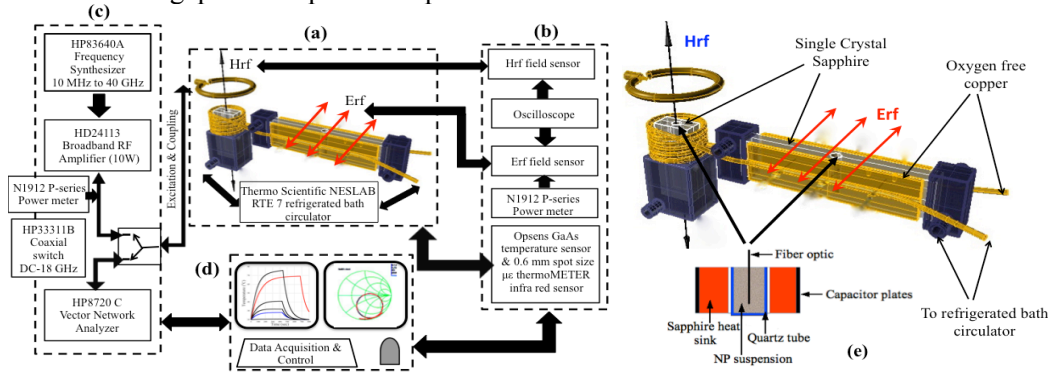 (c)
HP83640A
Frequency
Synthesizer
10 MHz to 40 GHz
HD24113
Broadband RF
Amplifier (10W)
N1912 P-series
Power meter
HP33311B
Coaxial
switch
DC-18 GHz
HP8720 C
Vector Network
Analyzer
Excitation & Coupling
(a)
Hrf
Erf
Thermo Scientific NESLAB
RTE 7 refrigerated bath
circulator
(b)
Hrf field sensor
Oscilloscope
Erf field sensor
N1912 P-series
Power meter
Opsens GaAs
temperature sensor
& 0.6 mm spot size
με thermoMETER
infra red sensor
(d)
Data Acquisition &
Control
Hrf
Single Crystal
Sapphire
Oxygen free
copper
Erf
Fiber optic
Capacitor plates
Sapphire heat
sink
Quartz tube
NP suspension
To refrigerated bath
circulator
(e)